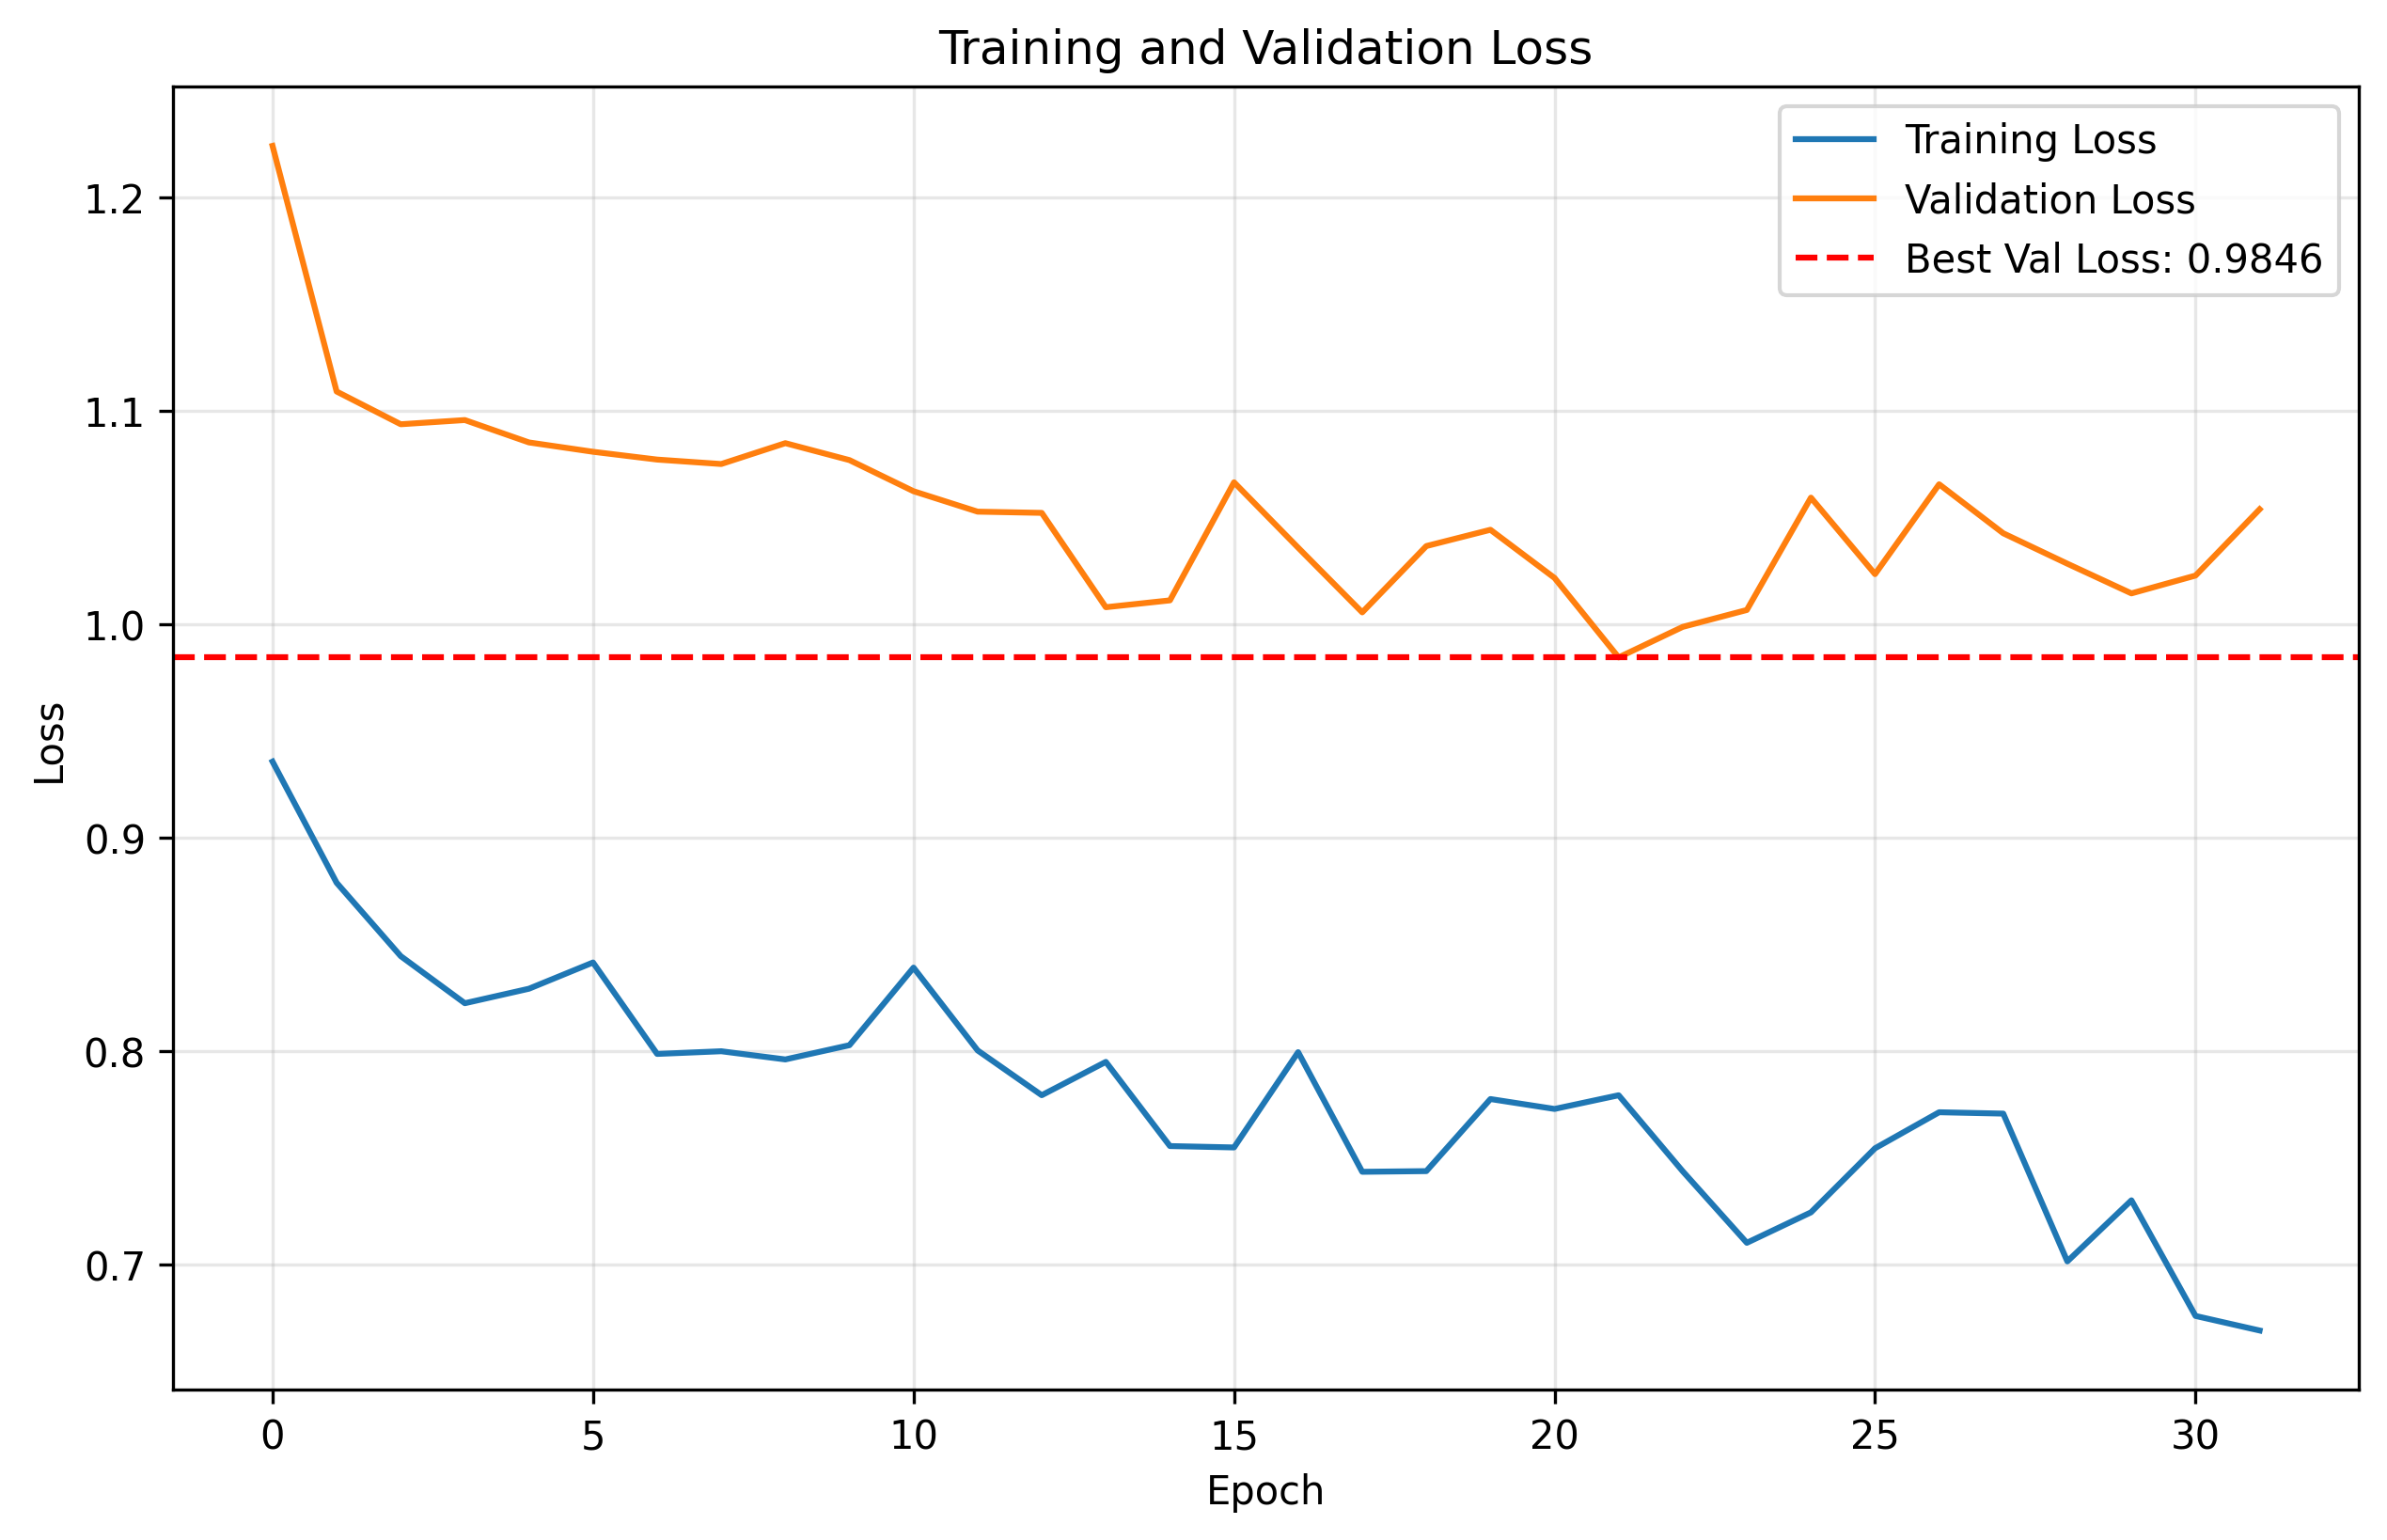 Training and Validation Loss
Training Loss
Validation Loss
Best Val Loss: 0.9846
1.2
1.1
1.0
0.9
0.8
0.7
Loss
0 5 10 15 20 25 30
Epoch